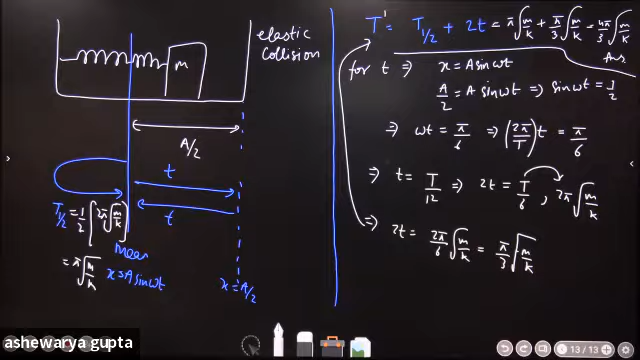 elastic
collision
m
A/2
t
t
T1/2 = 1/2 [2π√m/k]
= π√m/k
mean
x = A sin ωt
x = A/2
T' = T1/2 + 2t = π√m/k + π/3 √m/k = 4π/3 √m/k
Ans
for t ⇒ x = A sin ωt
A/2 = A sin ωt ⇒ sin ωt = 1/2
⇒ ωt = π/6 ⇒ (2π/T) t = π/6
⇒ t = T/12 ⇒ 2t = T/6 , 2π√m/k
⇒ 2t = 2π/6 √m/k = π/3 √m/k
ashewarya gupta
13/13